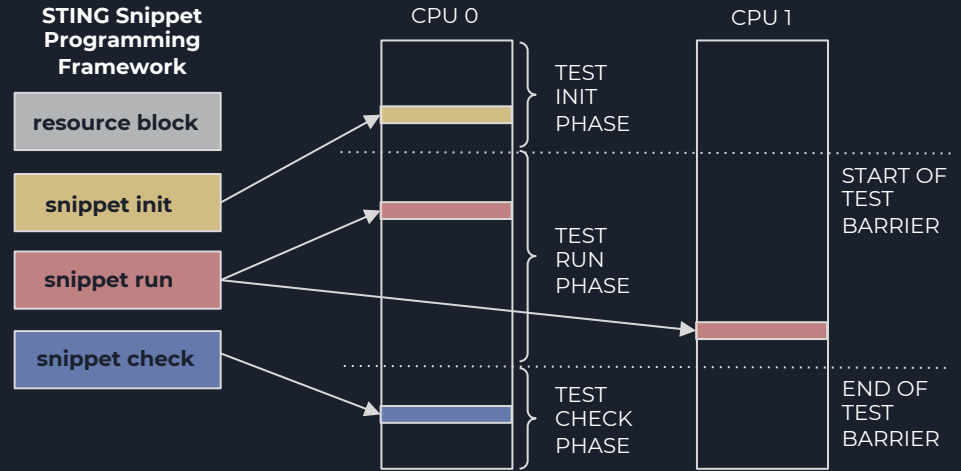 STING Snippet
Programming
Framework
resource block
snippet init
snippet run
snippet check
CPU 0
CPU 1
TEST
INIT
PHASE
TEST
RUN
PHASE
TEST
CHECK
PHASE
START OF
TEST
BARRIER
END OF
TEST
BARRIER